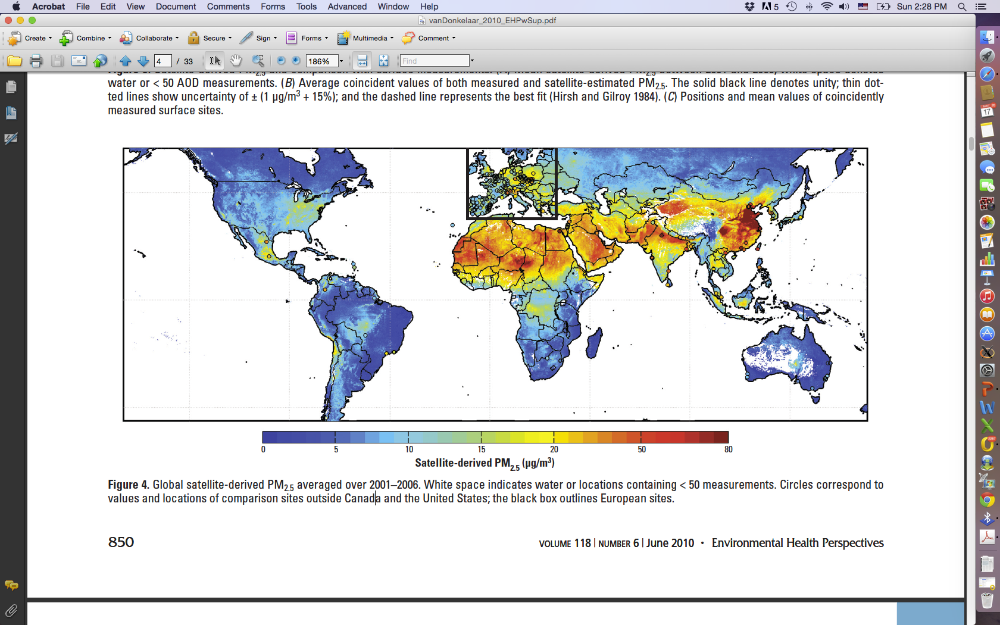 Acrobat File Edit View Document Comments Forms Tools Advanced Window Help 5 Sun 2:28 PM
vanDonkelaar_2010_EHPwSup.pdf
Create Combine Collaborate Secure Sign Forms Multimedia Comment
4 / 33 186% Find
water or < 50 AOD measurements. (B) Average coincident values of both measured and satellite-estimated PM2.5. The solid black line denotes unity; thin dot-
ted lines show uncertainty of ± (1 µg/m3 + 15%); and the dashed line represents the best fit (Hirsh and Gilroy 1984). (C) Positions and mean values of coincidently
measured surface sites.
0 5 10 15 20 50 80
Satellite-derived PM2.5 (µg/m3)
Figure 4. Global satellite-derived PM2.5 averaged over 2001–2006. White space indicates water or locations containing < 50 measurements. Circles correspond to
values and locations of comparison sites outside Canada and the United States; the black box outlines European sites.
850
VOLUME 118 | NUMBER 6 | June 2010 • Environmental Health Perspectives
17